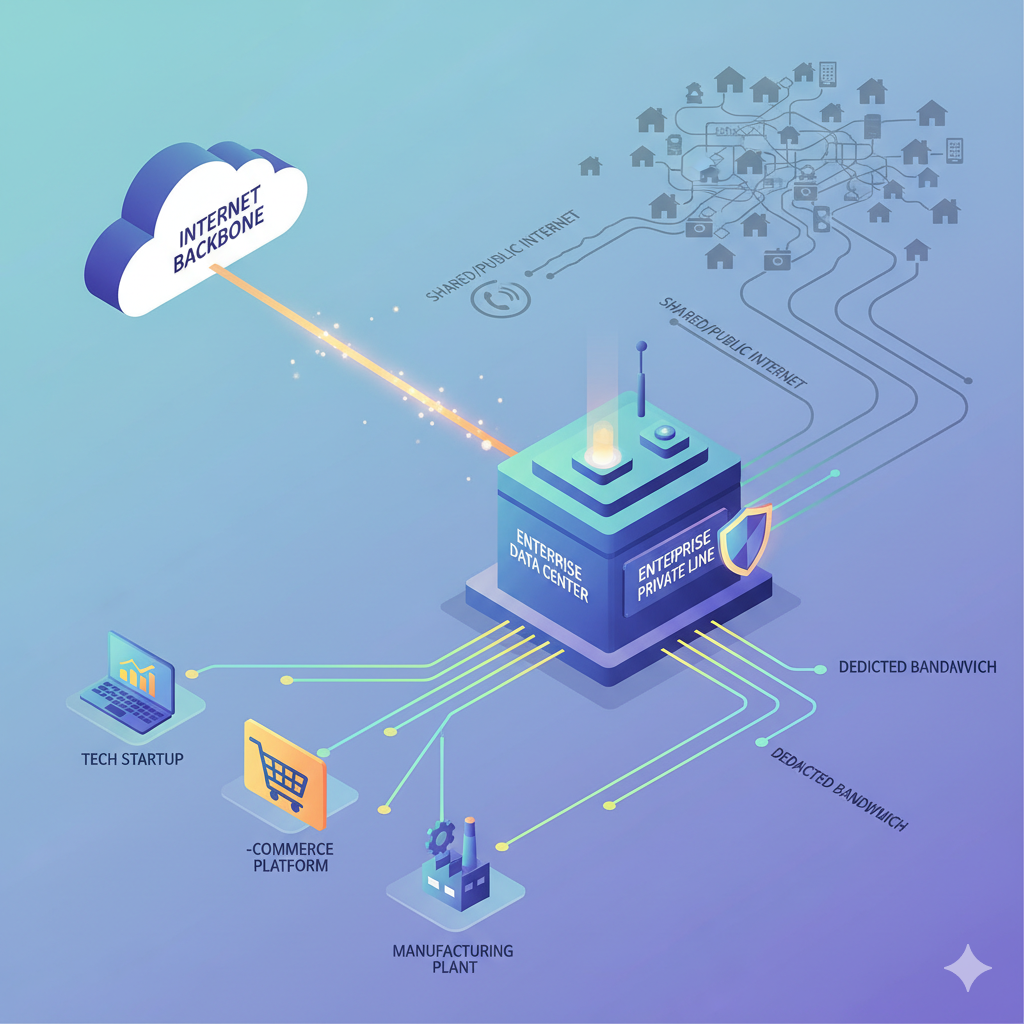 INTERNET
BACKBONE
SHARED/PUBLIC INTERNET
SHARED/PUBLIC INTERNET
ENTERRISE
DATA CENTER
ENTEIPRISE
PRIVATE LINE
DEDICTED BANDAWICH
DEDACTED BANDWUICH
TECH STARTUP
-COMMERCE
PLATFORM
MANUFACTURING
PLANT